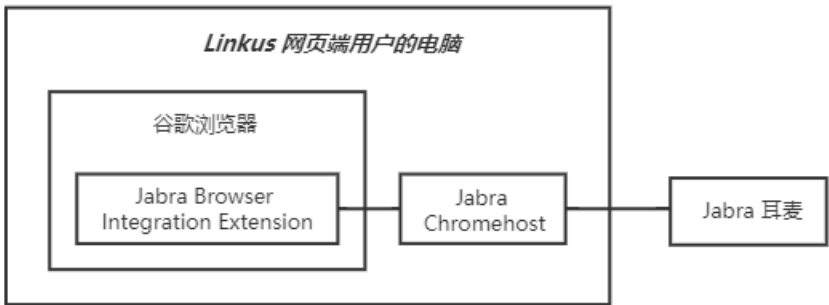 Linkus 网页端用户的电脑
谷歌浏览器
Jabra Browser
Integration Extension
Jabra
Chromehost
Jabra 耳麦